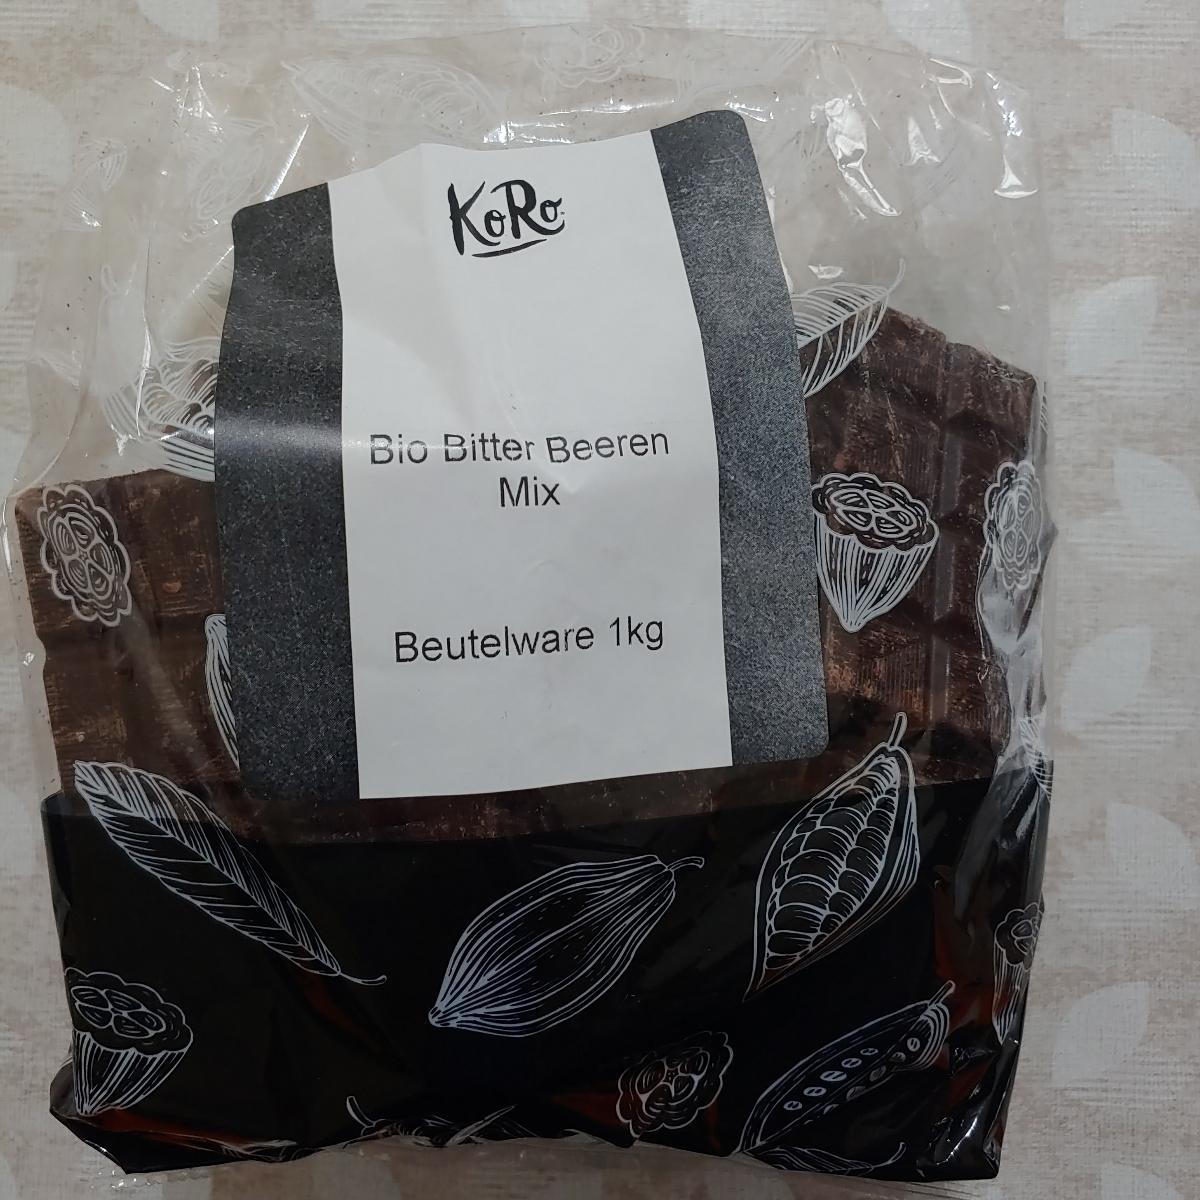 KoRo
Bio Bitter Beeren
Mix
Beutelware 1kg